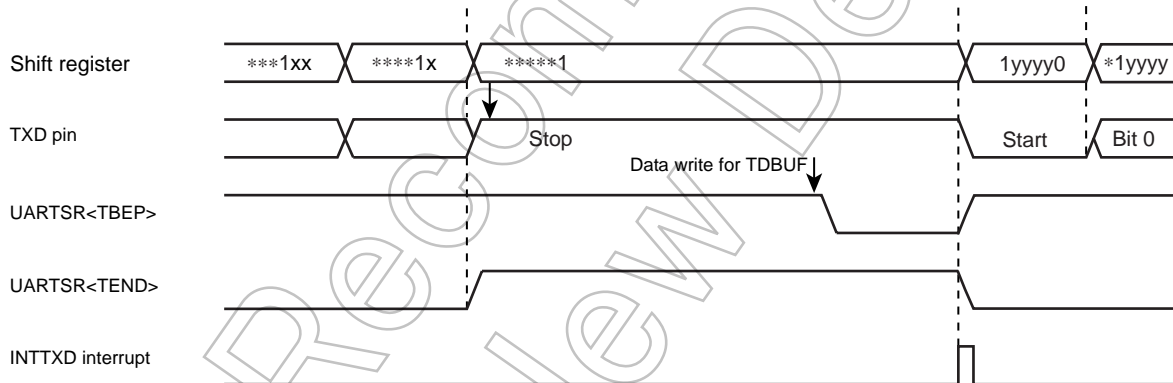 Shift register ***1xx ****1x *****1 1yyyy0 *1yyyy
TXD pin Stop Start Bit 0
Data write for TDBUF
UARTSR<TBEP>
UARTSR<TEND>
INTTXD interrupt